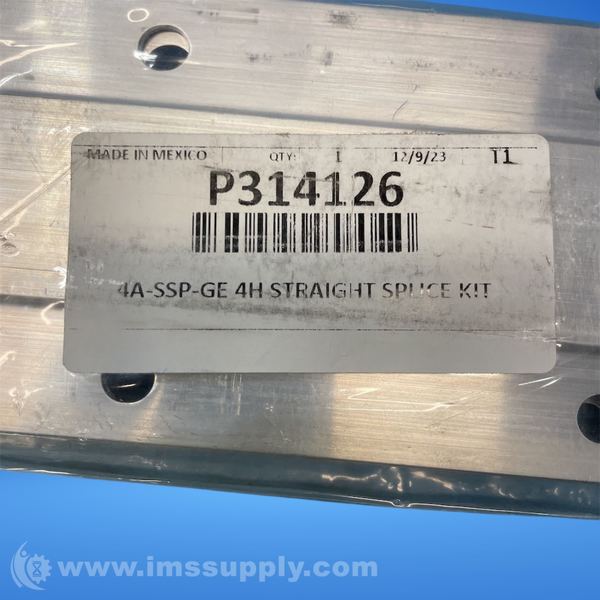 MADE IN MEXICO QTY: 1 12/9/23 T1
P314126
4A-SSP-GE 4H STRAIGHT SPLICE KIT
www.imssupply.com